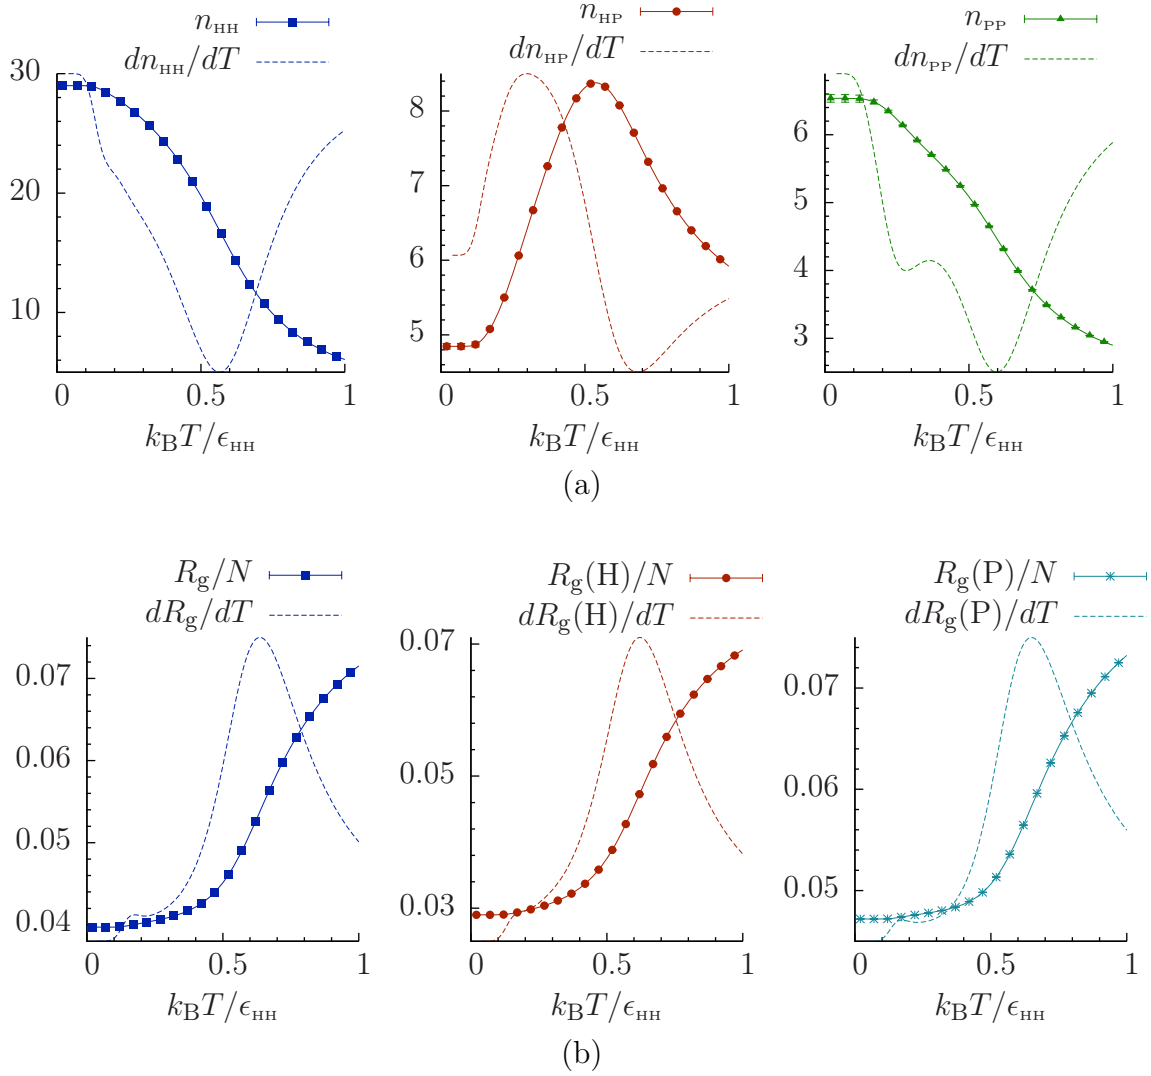 n_HH
dn_HH/dT
30
20
10
0 0.5 1
k_BT/ϵ_HH
n_HP
dn_HP/dT
8
7
6
5
0 0.5 1
k_BT/ϵ_HH
n_PP
dn_PP/dT
6
5
4
3
0 0.5 1
k_BT/ϵ_HH
(a)
R_g/N
dR_g/dT
0.07
0.06
0.05
0.04
0 0.5 1
k_BT/ϵ_HH
R_g(H)/N
dR_g(H)/dT
0.07
0.05
0.03
0 0.5 1
k_BT/ϵ_HH
R_g(P)/N
dR_g(P)/dT
0.07
0.06
0.05
0 0.5 1
k_BT/ϵ_HH
(b)